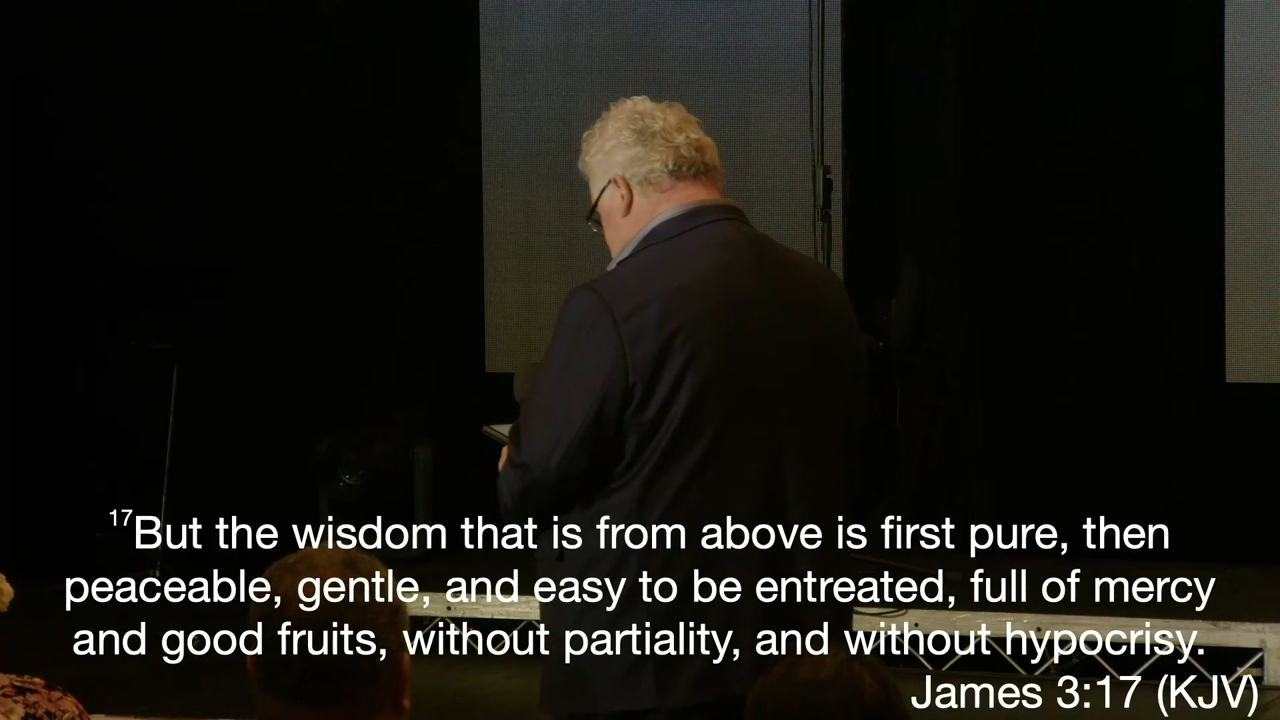 17But the wisdom that is from above is first pure, then
peaceable, gentle, and easy to be entreated, full of mercy
and good fruits, without partiality, and without hypocrisy.
James 3:17 (KJV)